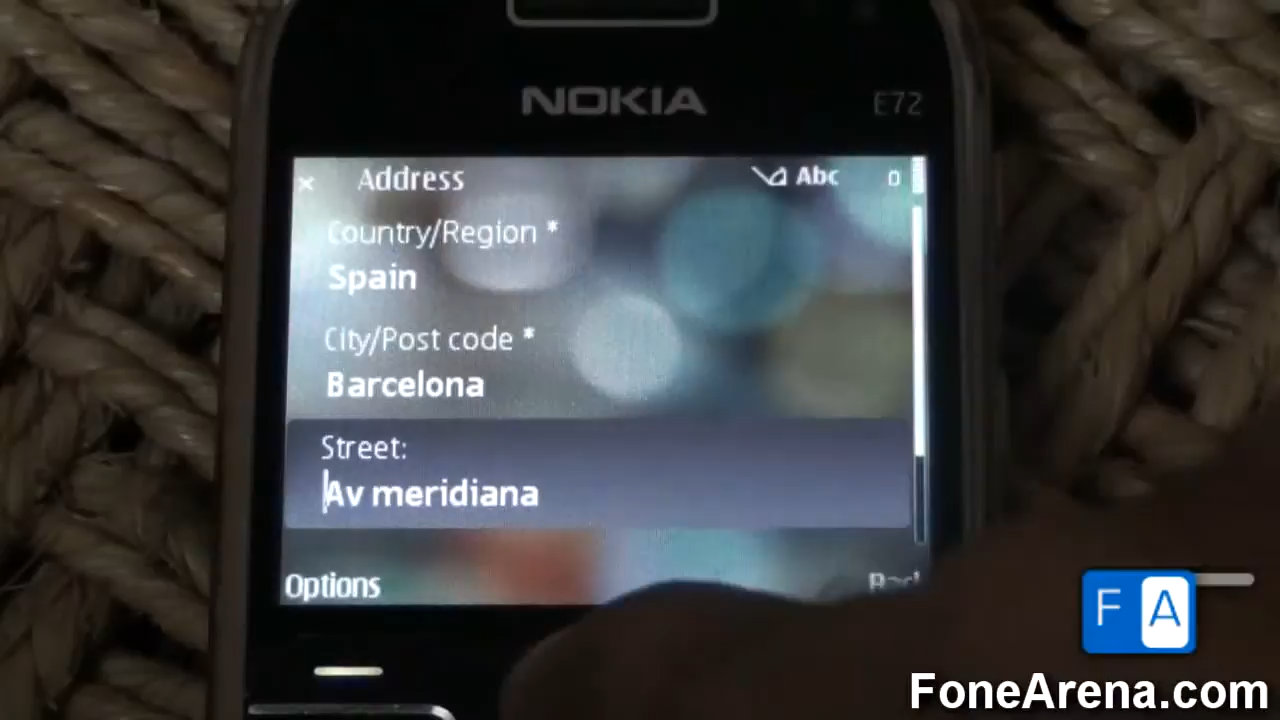 NOKIA
E72
Address
Abc
0
Country/Region *
Spain
City/Post code *
Barcelona
Street:
Av meridiana
Options
F A
FoneArena.com